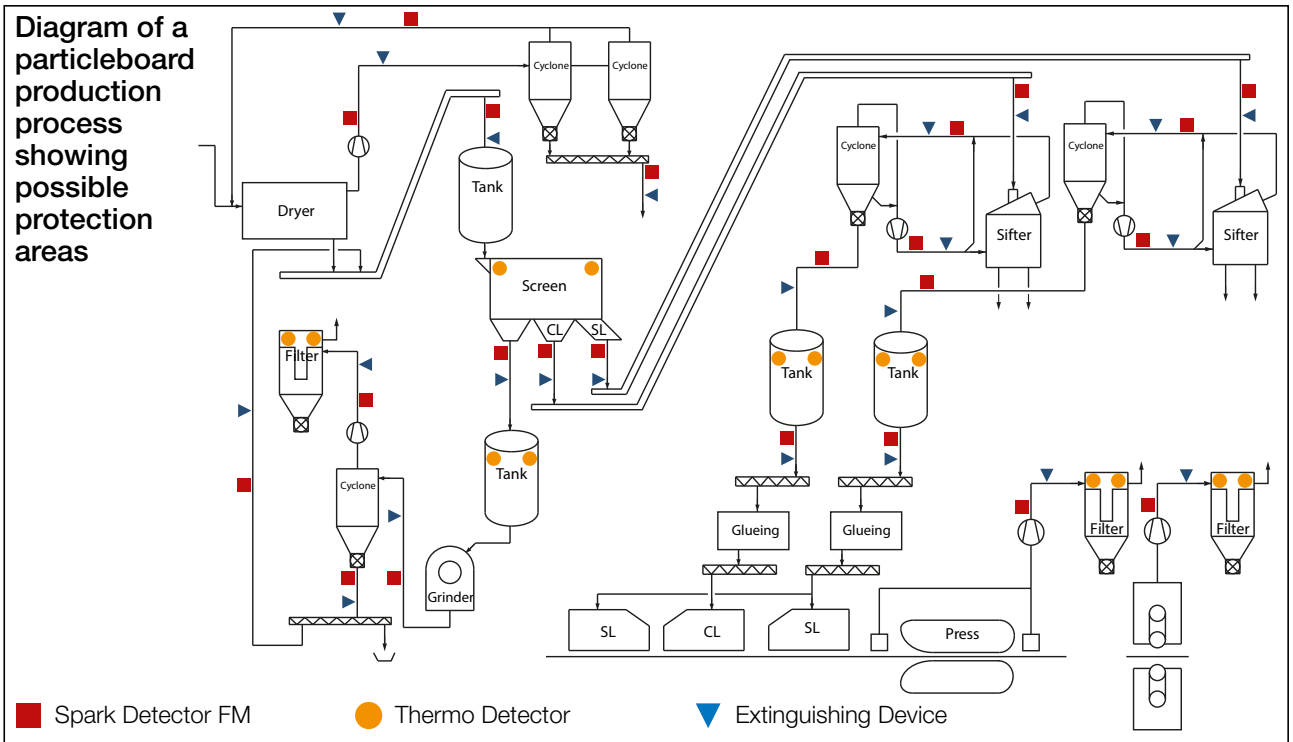 Diagram of a
particleboard
production
process
showing
possible
protection
areas
Cyclone
Cyclone
Tank
Dryer
Cyclone
Cyclone
Sifter
Sifter
Screen
CL
SL
Filter
Tank
Tank
Tank
Cyclone
Grinder
Glueing
Glueing
Filter
Filter
SL
CL
SL
Press
Spark Detector FM
Thermo Detector
Extinguishing Device